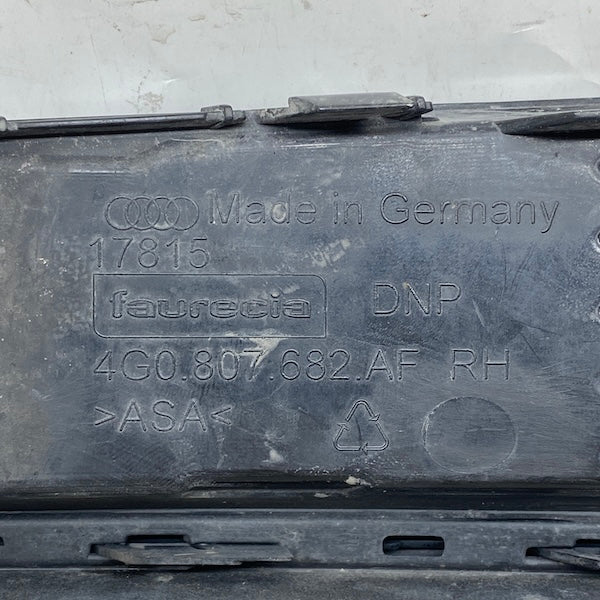 Made in Germany
17815
faurecia DNP
4G0.807.682.AF RH
>ASA<